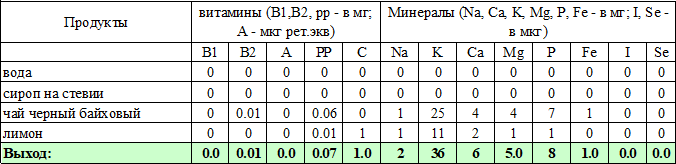 Продукты
витамины (B1,B2, рр - в мг;
А - мкг рет.экв)
Минералы (Na, Ca, K, Mg, P, Fe - в мг; I, Se -
в мкг)
B1 B2 A PP C Na K Ca Mg P Fe I Se
вода 0 0 0 0 0 0 0 0 0 0 0 0 0
сироп на стевии 0 0 0 0 0 0 0 0 0 0 0 0 0
чай черный байховый 0 0.01 0 0.06 0 1 25 4 4 7 1 0 0
лимон 0 0 0 0.01 1 1 11 2 1 1 0 0 0
Выход: 0.0 0.01 0.0 0.07 1.0 2 36 6 5.0 8 1.0 0.0 0.0